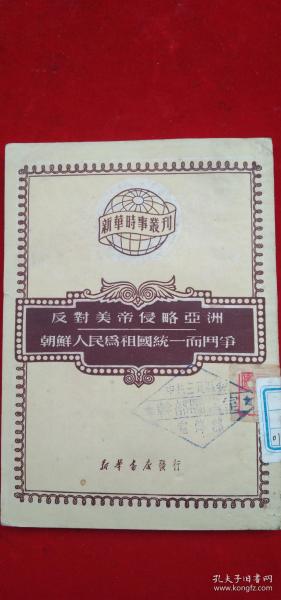 新華時事叢刊
反對美帝侵略亞洲
朝鮮人民爲祖國統一而鬥爭
新華書店發行
孔夫子旧书网